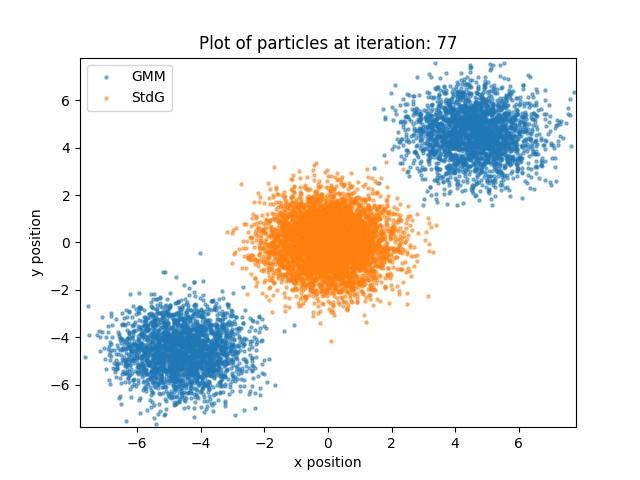 Plot of particles at iteration: 77
GMM
StdG
y position
6
4
2
0
−2
−4
−6
−6 −4 −2 0 2 4 6
x position